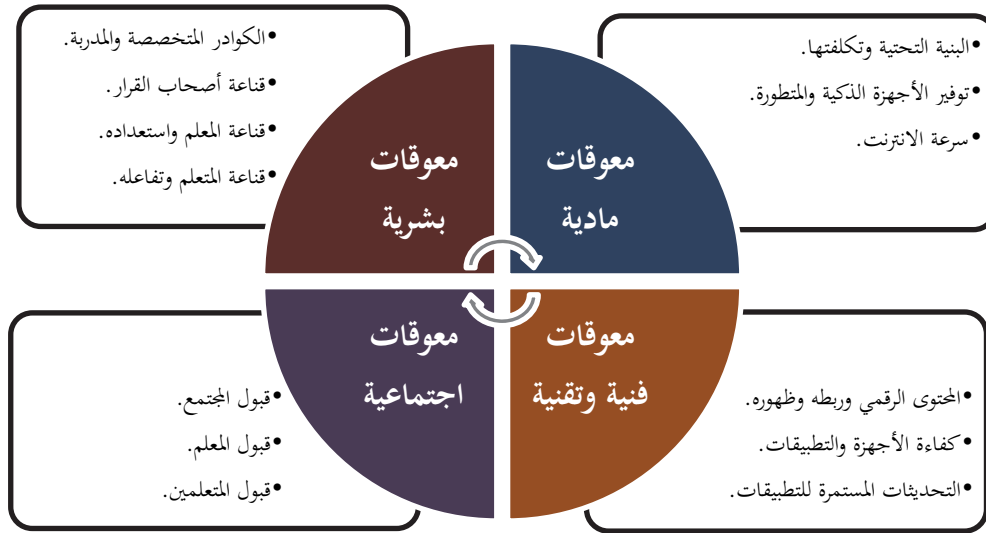 البنية التحتية وتكلفتها.
توفير الأجهزة الذكية والمتطورة.
سرعة الانترنت.
معوقات
مادية
الكوادر المتخصصة والمدربة.
قناعة أصحاب القرار.
قناعة المعلم واستعداده.
قناعة المتعلم وتفاعله.
معوقات
بشرية
المحتوى الرقمي وربطه وظهوره.
كفاءة الأجهزة والتطبيقات.
التحديثات المستمرة للتطبيقات.
معوقات
فنية وتقنية
قبول المجتمع.
قبول المعلم.
قبول المتعلمين.
معوقات
اجتماعية